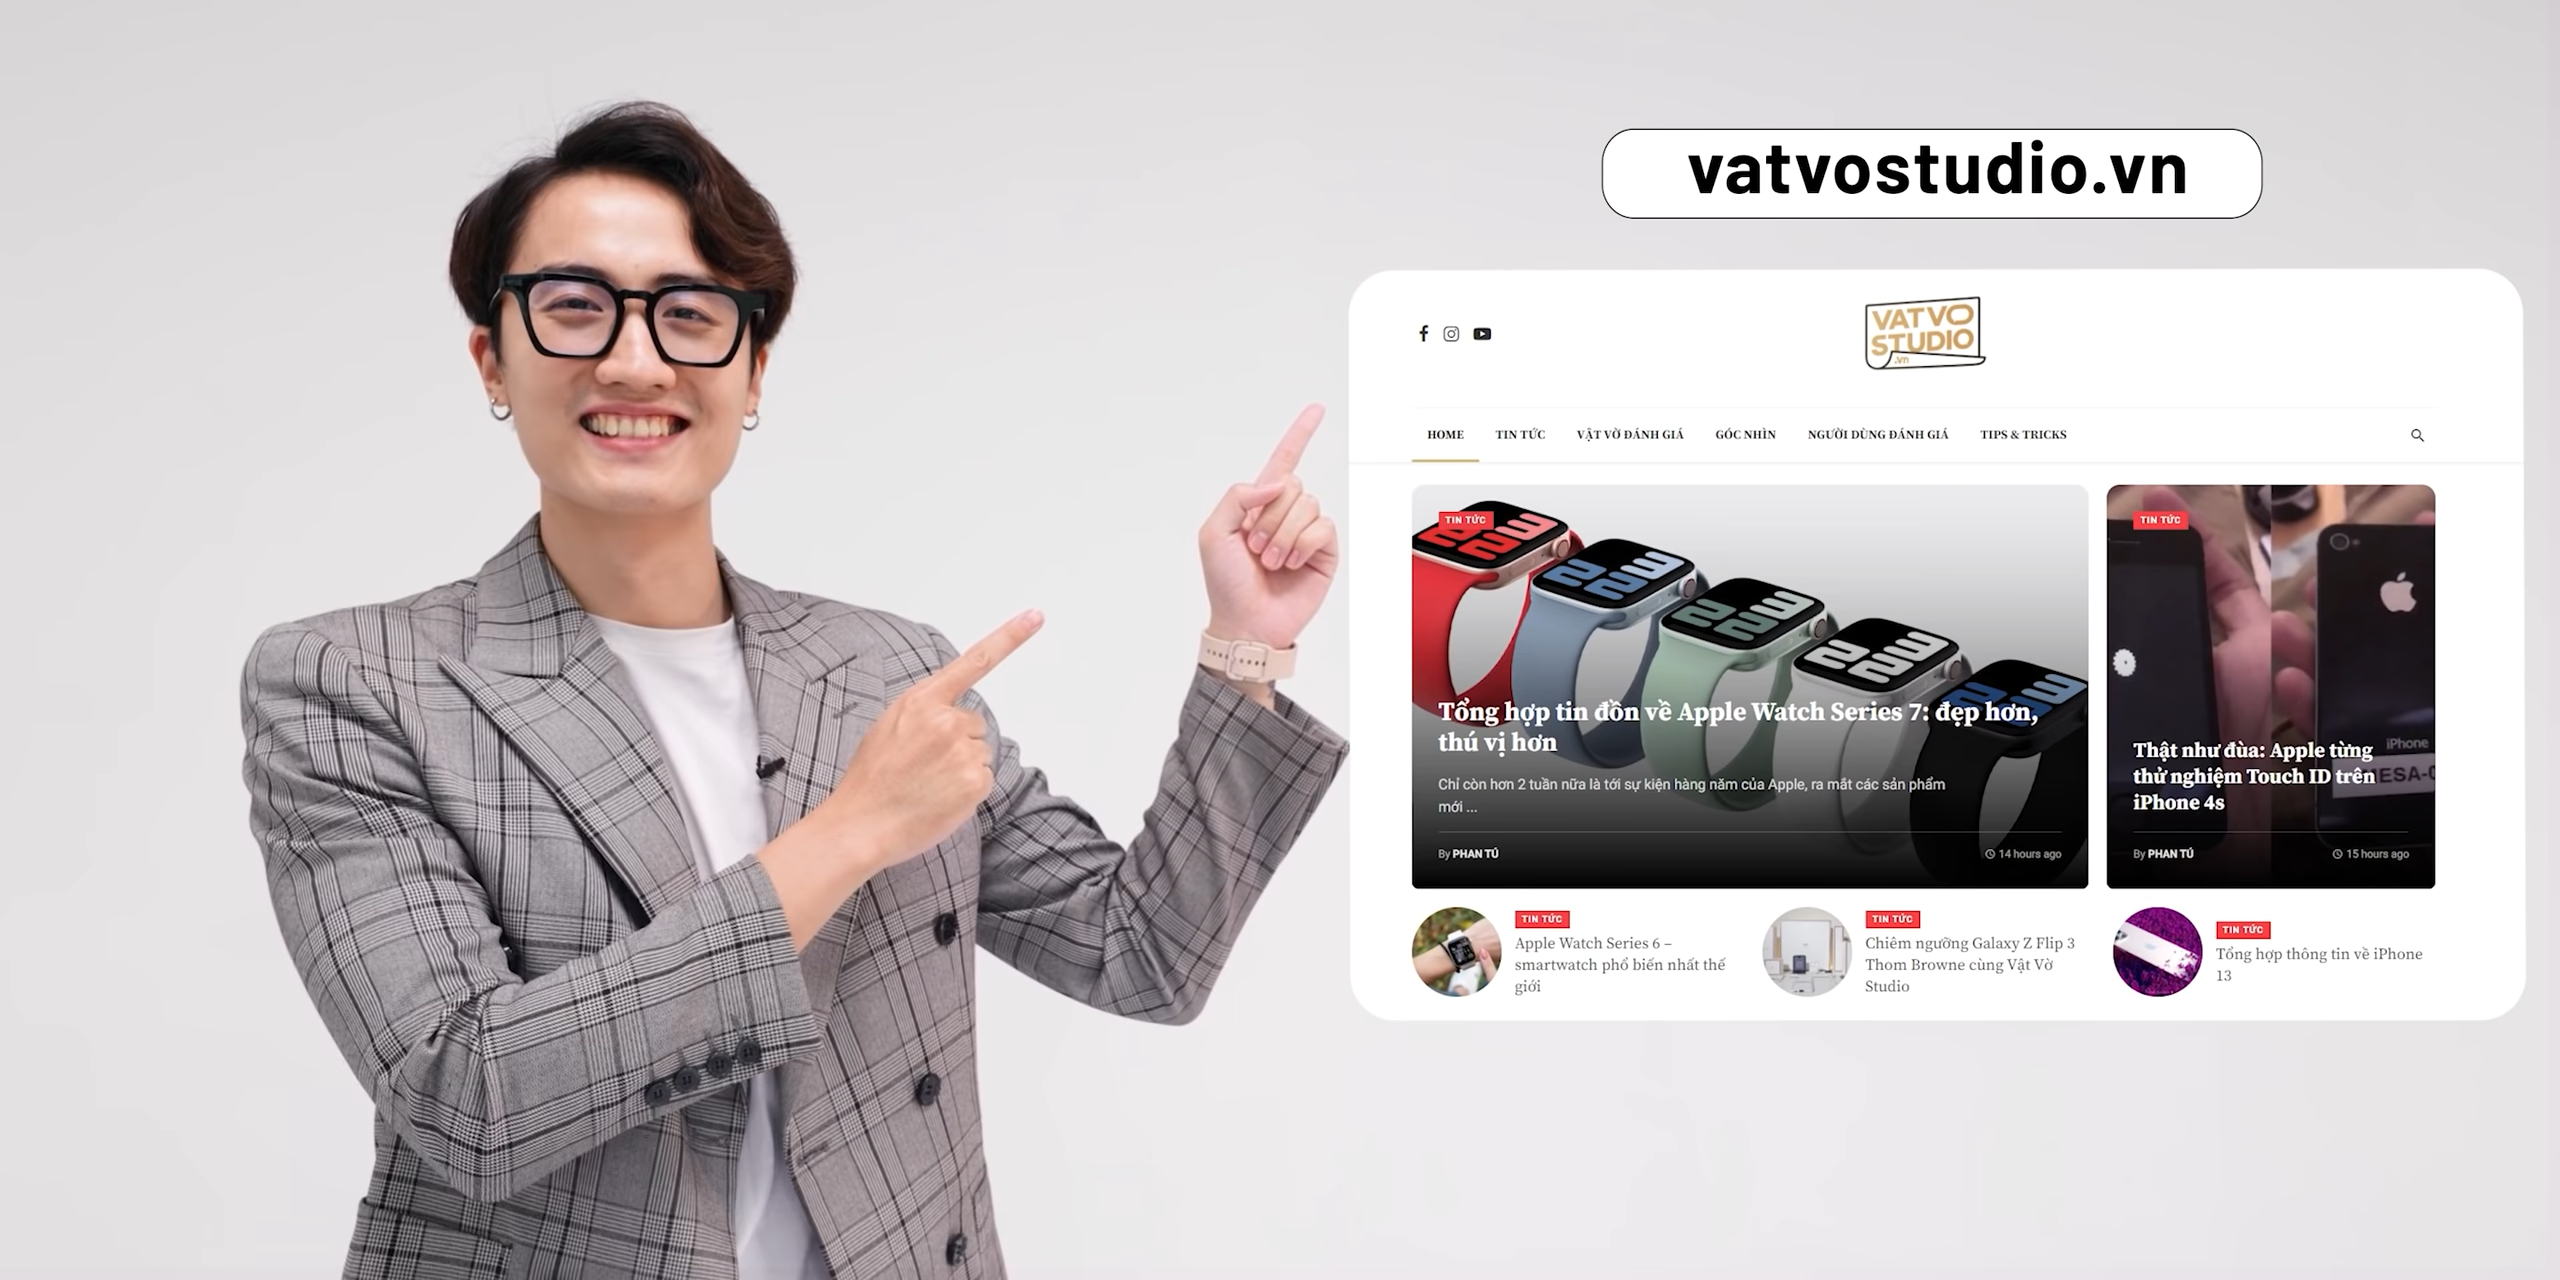 vatvostudio.vn
VATVO
STUDIO
.vn
HOME TIN TỨC VẬT VỜ ĐÁNH GIÁ GÓC NHÌN NGƯỜI DÙNG ĐÁNH GIÁ TIPS & TRICKS
TIN TỨC
Tổng hợp tin đồn về Apple Watch Series 7: đẹp hơn,
thú vị hơn
Chỉ còn hơn 2 tuần nữa là tới sự kiện hàng năm của Apple, ra mắt các sản phẩm
mới ...
By PHAN TÚ 14 hours ago
TIN TỨC
iPhone
Thật như đùa: Apple từng
thử nghiệm Touch ID trên
iPhone 4s
By PHAN TÚ 15 hours ago
TIN TỨC
Apple Watch Series 6 –
smartwatch phổ biến nhất thế
giới
TIN TỨC
Chiêm ngưỡng Galaxy Z Flip 3
Thom Browne cùng Vật Vờ
Studio
TIN TỨC
Tổng hợp thông tin về iPhone
13